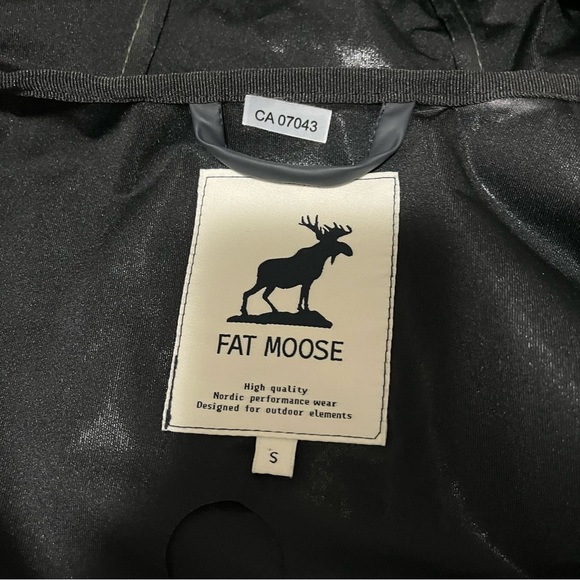 CA 07043
FAT MOOSE
High quality
Nordic performance wear
Designed for outdoor elements
S